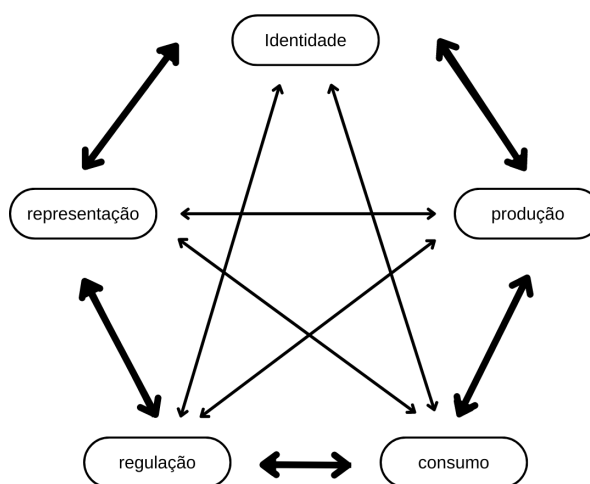 Identidade
representação
produção
regulação
consumo